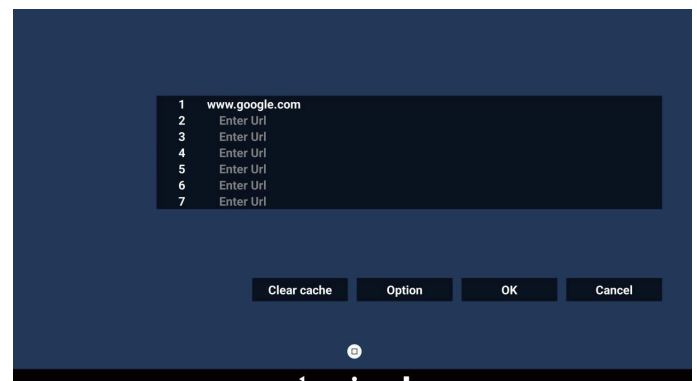 1 www.google.com
2 Enter Url
3 Enter Url
4 Enter Url
5 Enter Url
6 Enter Url
7 Enter Url
Clear cache Option OK Cancel